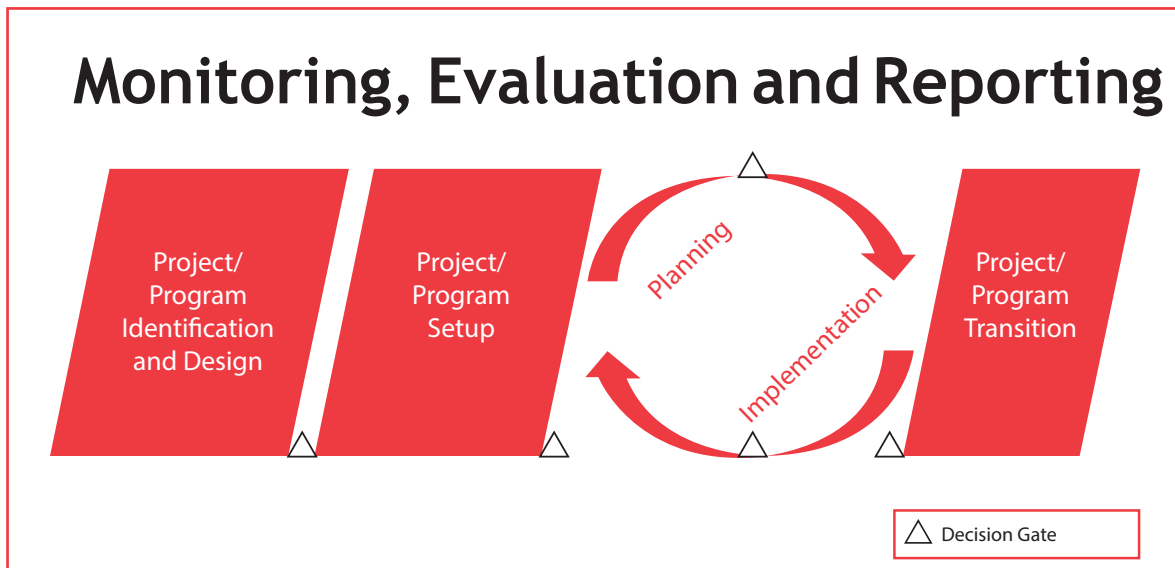 Monitoring, Evaluation and Reporting
Project/
Program
Identification
and Design
Project/
Program
Setup
Planning
Implementation
Project/
Program
Transition
Decision Gate